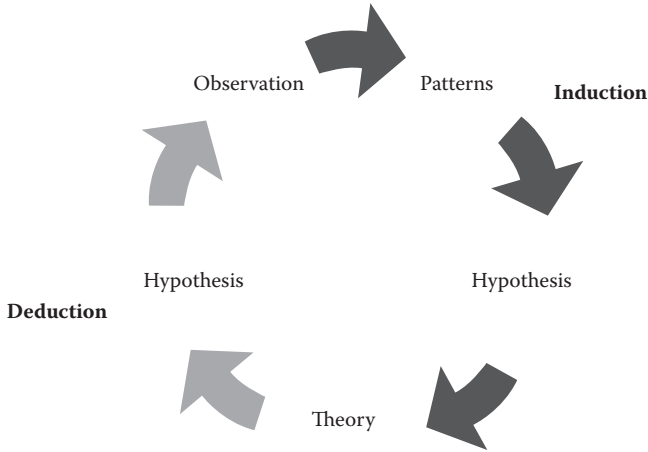 Observation
Patterns
Induction
Hypothesis
Hypothesis
Deduction
Theory